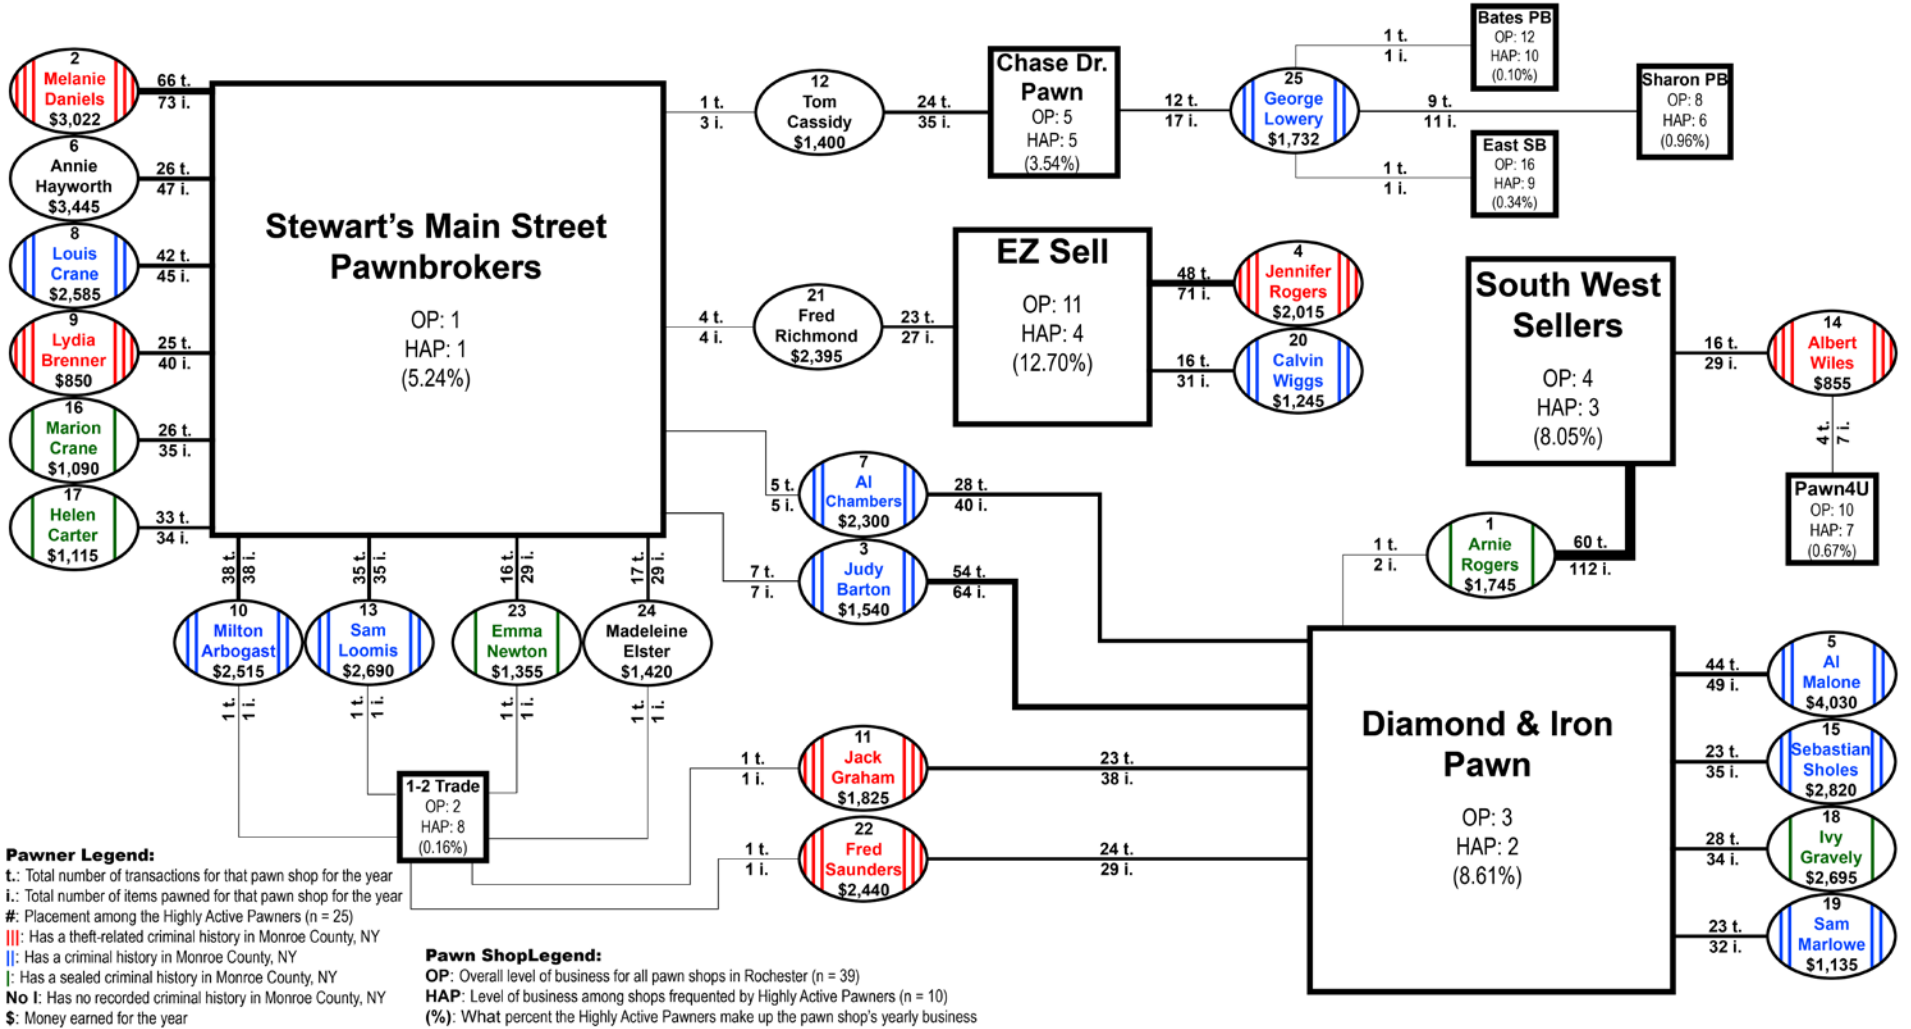 2
Melanie
Daniels
$3,022
66 t.
73 i.
6
Annie
Hayworth
$3,445
26 t.
47 i.
8
Louis
Crane
$2,585
42 t.
45 i.
9
Lydia
Brenner
$850
25 t.
40 i.
16
Marion
Crane
$1,090
26 t.
35 i.
17
Helen
Carter
$1,115
33 t.
34 i.
Stewart's Main Street
Pawnbrokers
OP: 1
HAP: 1
(5.24%)
1 t.
3 i.
12
Tom
Cassidy
$1,400
24 t.
35 i.
Chase Dr.
Pawn
OP: 5
HAP: 5
(3.54%)
12 t.
17 i.
25
George
Lowery
$1,732
1 t.
1 i.
Bates PB
OP: 12
HAP: 10
(0.10%)
9 t.
11 i.
Sharon PB
OP: 8
HAP: 6
(0.96%)
1 t.
1 i.
East SB
OP: 16
HAP: 9
(0.34%)
4 t.
4 i.
21
Fred
Richmond
$2,395
23 t.
27 i.
EZ Sell
OP: 11
HAP: 4
(12.70%)
48 t.
71 i.
4
Jennifer
Rogers
$2,015
16 t.
31 i.
20
Calvin
Wiggs
$1,245
South West
Sellers
OP: 4
HAP: 3
(8.05%)
16 t.
29 i.
14
Albert
Wiles
$855
4 t.
7 i.
Pawn4U
OP: 10
HAP: 7
(0.67%)
5 t.
5 i.
7
Al
Chambers
$2,300
28 t.
40 i.
7 t.
7 i.
3
Judy
Barton
$1,540
54 t.
64 i.
1 t.
2 i.
1
Arnie
Rogers
$1,745
60 t.
112 i.
38 t.
38 i.
10
Milton
Arbogast
$2,515
1 t.
1 i.
35 t.
35 i.
13
Sam
Loomis
$2,690
1 t.
1 i.
16 t.
29 i.
23
Emma
Newton
$1,355
1 t.
1 i.
17 t.
29 i.
24
Madeleine
Elster
$1,420
1 t.
1 i.
1-2 Trade
OP: 2
HAP: 8
(0.16%)
1 t.
1 i.
11
Jack
Graham
$1,825
23 t.
38 i.
1 t.
1 i.
22
Fred
Saunders
$2,440
24 t.
29 i.
Diamond & Iron
Pawn
OP: 3
HAP: 2
(8.61%)
44 t.
49 i.
5
Al
Malone
$4,030
23 t.
35 i.
15
Sebastian
Sholes
$2,820
28 t.
34 i.
18
Ivy
Gravely
$2,695
23 t.
32 i.
19
Sam
Marlowe
$1,135
Pawner Legend:
t.: Total number of transactions for that pawn shop for the year
i.: Total number of items pawned for that pawn shop for the year
#: Placement among the Highly Active Pawners (n = 25)
|||: Has a theft-related criminal history in Monroe County, NY
||: Has a criminal history in Monroe County, NY
|: Has a sealed criminal history in Monroe County, NY
No I: Has no recorded criminal history in Monroe County, NY
$: Money earned for the year
Pawn ShopLegend:
OP: Overall level of business for all pawn shops in Rochester (n = 39)
HAP: Level of business among shops frequented by Highly Active Pawners (n = 10)
(%): What percent the Highly Active Pawners make up the pawn shop's yearly business